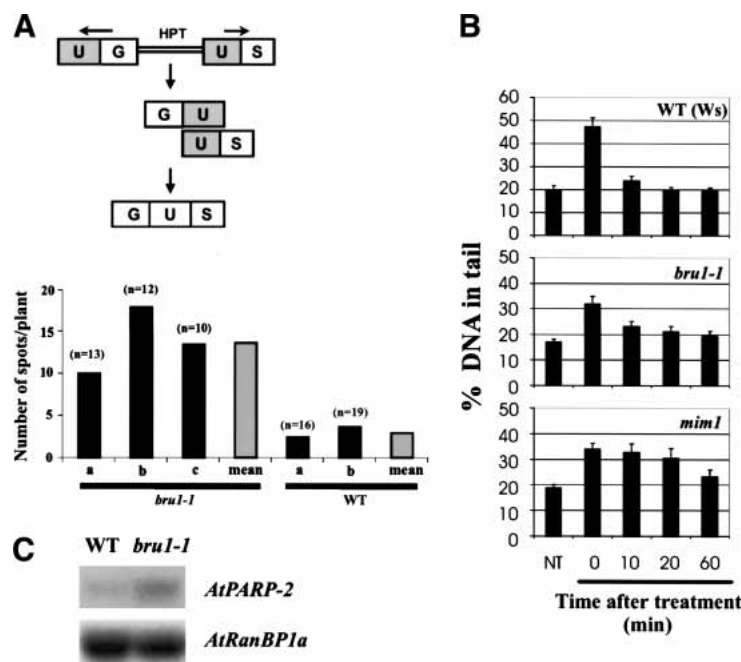 A
HPT
U G U S
G U
U S
G U S
Number of spots/plant
20
15
10
5
0
(n=13)
(n=12)
(n=10)
(n=16)
(n=19)
a b c mean a b mean
bru1-1 WT
B
% DNA in tail
WT (Ws)
60
50
40
30
20
10
bru1-1
40
30
20
10
mim1
50
40
30
20
10
0
NT 0 10 20 60
Time after treatment
(min)
C
WT bru1-1
AtPARP-2
AtRanBP1a